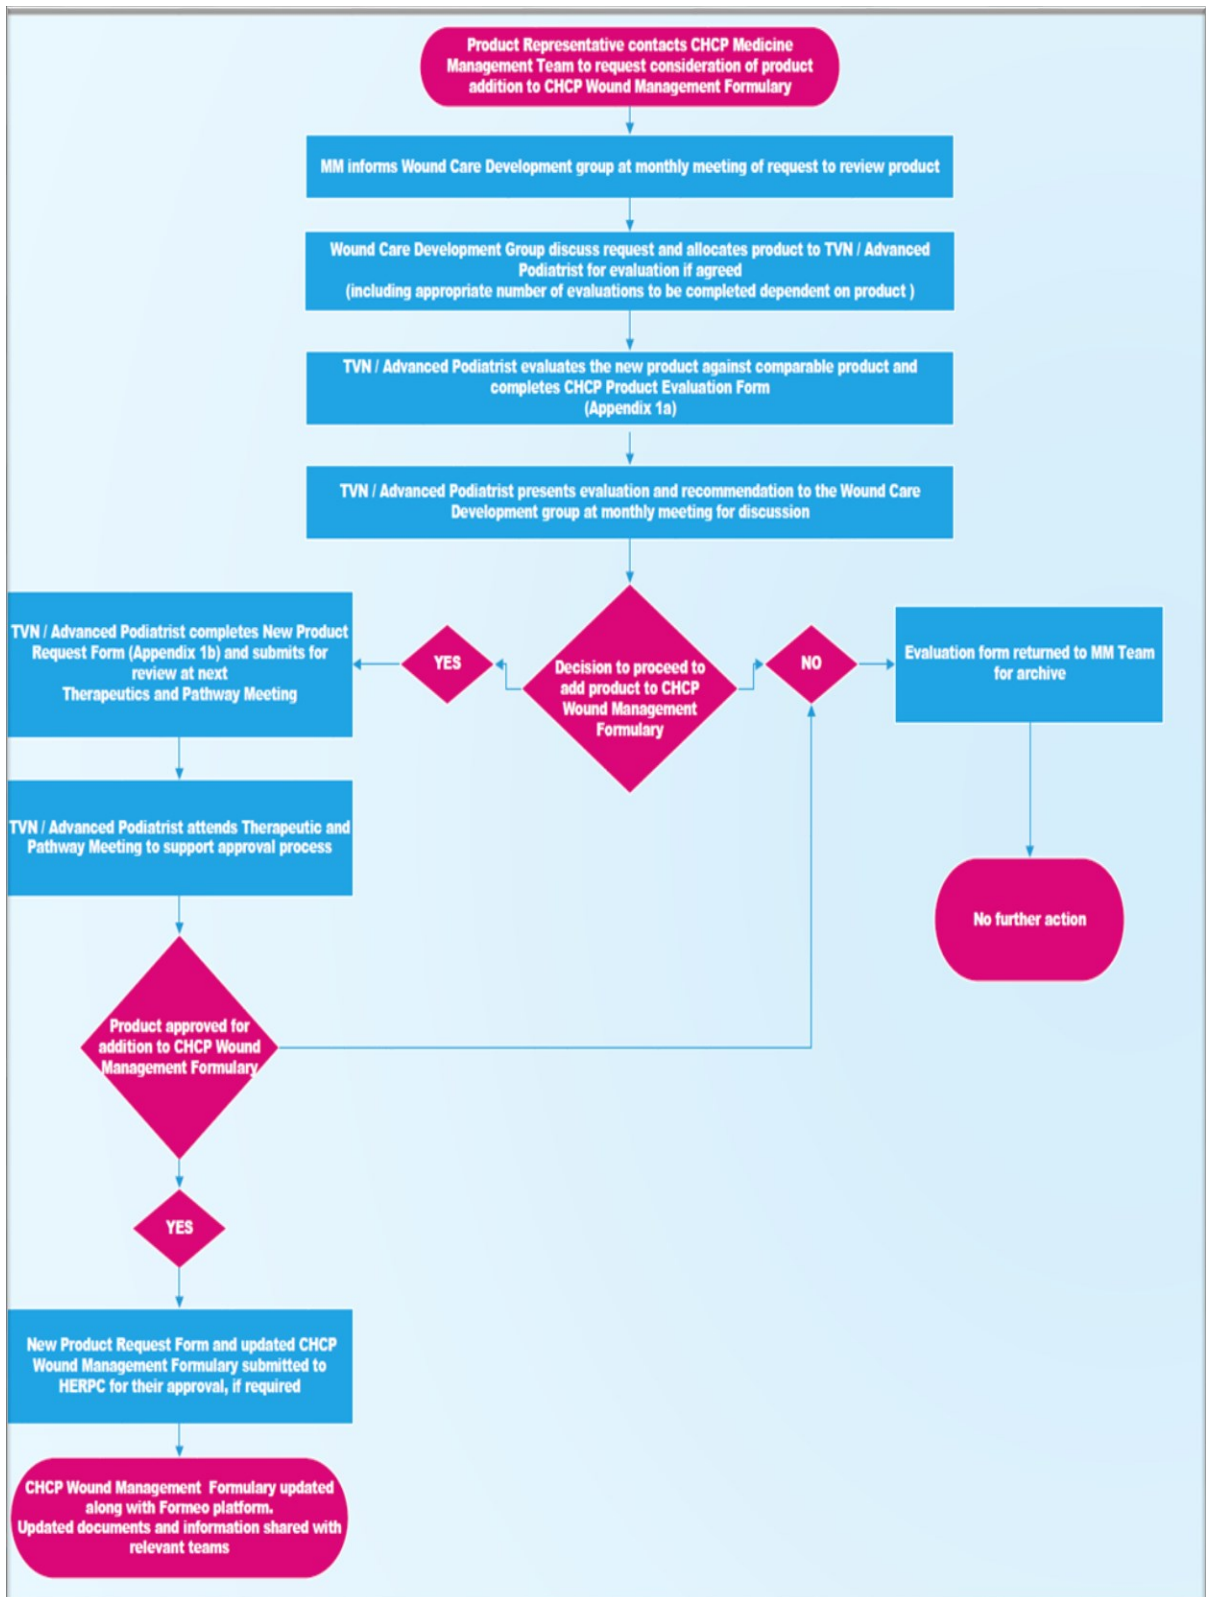 Product Representative contacts CHCP Medicine
Management Team to request consideration of product
addition to CHCP Wound Management Formulary
MM informs Wound Care Development group at monthly meeting of request to review product
Wound Care Development Group discuss request and allocates product to TVN / Advanced
Podiatrist for evaluation if agreed
(including appropriate number of evaluations to be completed dependent on product )
TVN / Advanced Podiatrist evaluates the new product against comparable product and
completes CHCP Product Evaluation Form
(Appendix 1a)
TVN / Advanced Podiatrist presents evaluation and recommendation to the Wound Care
Development group at monthly meeting for discussion
TVN / Advanced Podiatrist completes New Product
Request Form (Appendix 1b) and submits for
review at next
Therapeutics and Pathway Meeting
YES
Decision to proceed to
add product to CHCP
Wound Management
Formulary
NO
Evaluation form returned to MM Team
for archive
TVN / Advanced Podiatrist attends Therapeutic and
Pathway Meeting to support approval process
No further action
Product approved for
addition to CHCP Wound
Management Formulary
YES
New Product Request Form and updated CHCP
Wound Management Formulary submitted to
HERPC for their approval, if required
CHCP Wound Management Formulary updated
along with Formeo platform.
Updated documents and information shared with
relevant teams